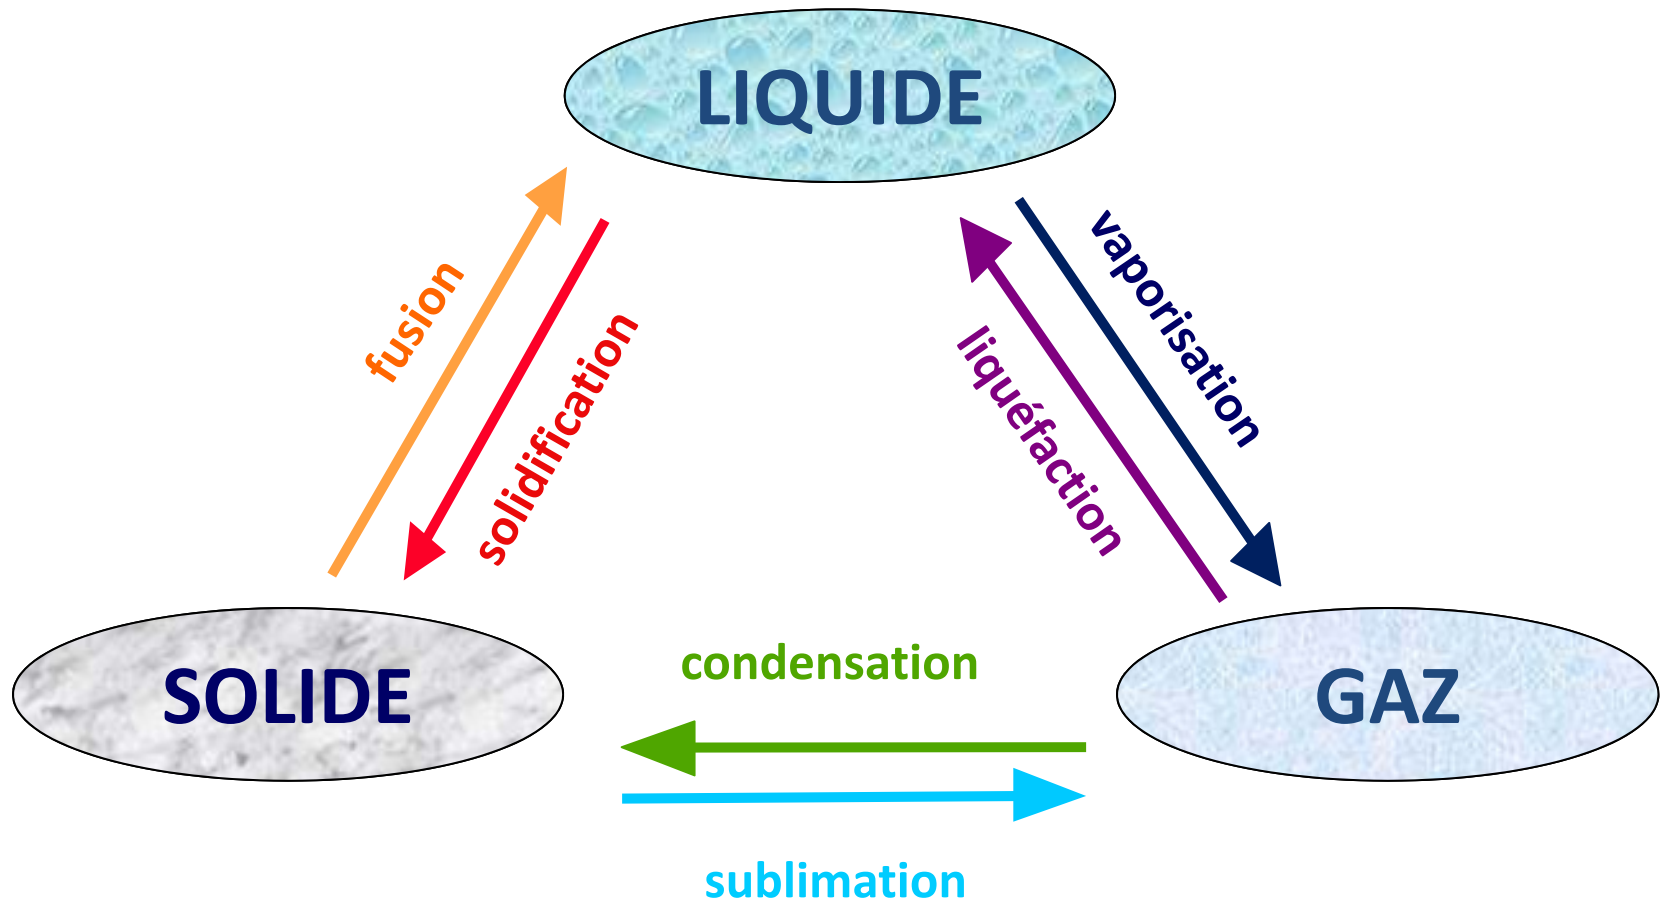 LIQUIDE
fusion
solidification
vaporisation
liquéfaction
SOLIDE
condensation
GAZ
sublimation